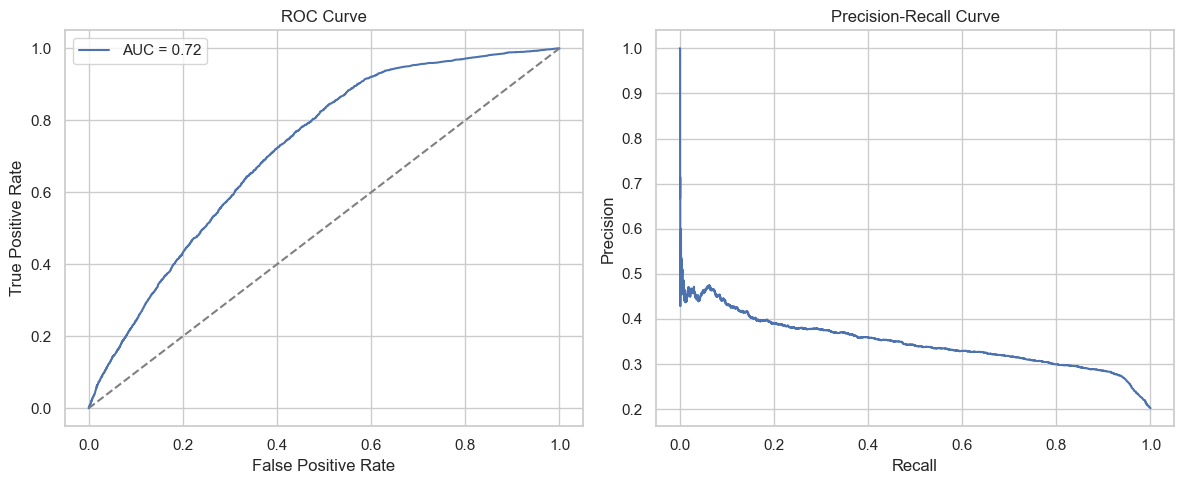 ROC Curve
AUC = 0.72
True Positive Rate
1.0
0.8
0.6
0.4
0.2
0.0
0.0 0.2 0.4 0.6 0.8 1.0
False Positive Rate
Precision-Recall Curve
Precision
1.0
0.9
0.8
0.7
0.6
0.5
0.4
0.3
0.2
0.0 0.2 0.4 0.6 0.8 1.0
Recall